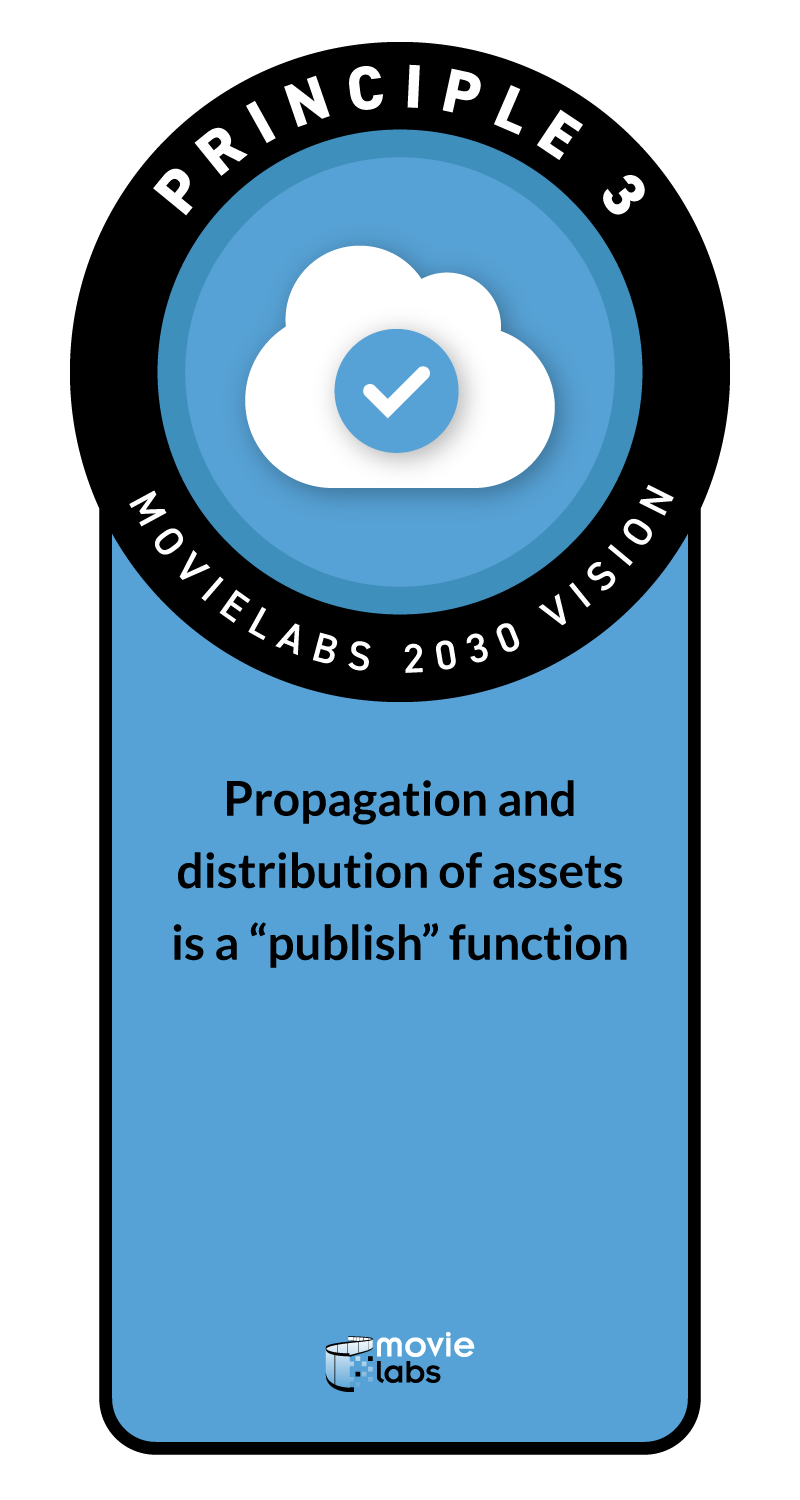 PRINCIPLE 3
MOVIELABS 2030 VISION
Propagation and
distribution of assets
is a “publish” function
movie
labs